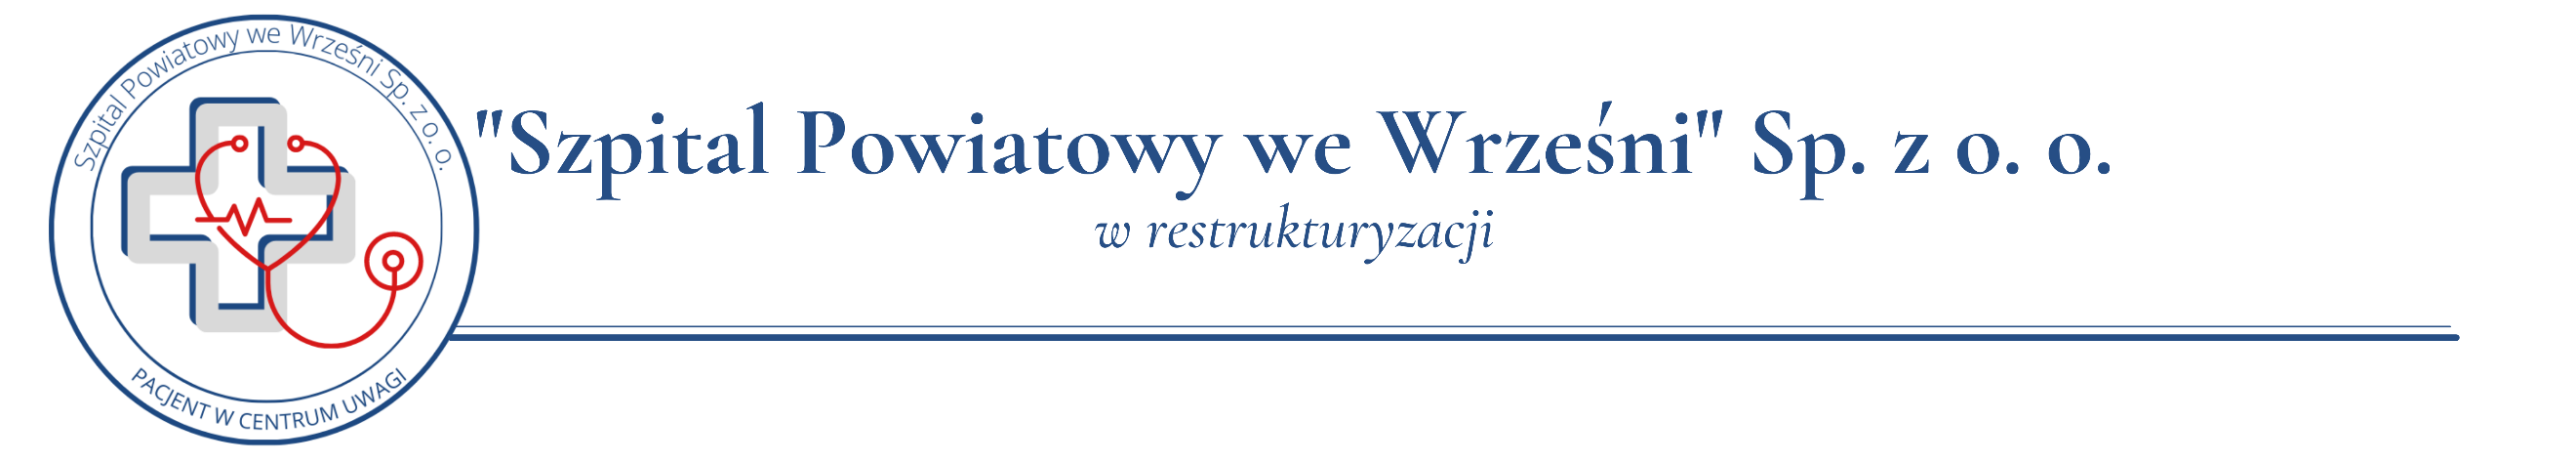 Szpital Powiatowy we Wrześni Sp. z o. o.
"Szpital Powiatowy we Wrześni" Sp. z o. o.
w restrukturyzacji
PACJENT W CENTRUM UWAGI